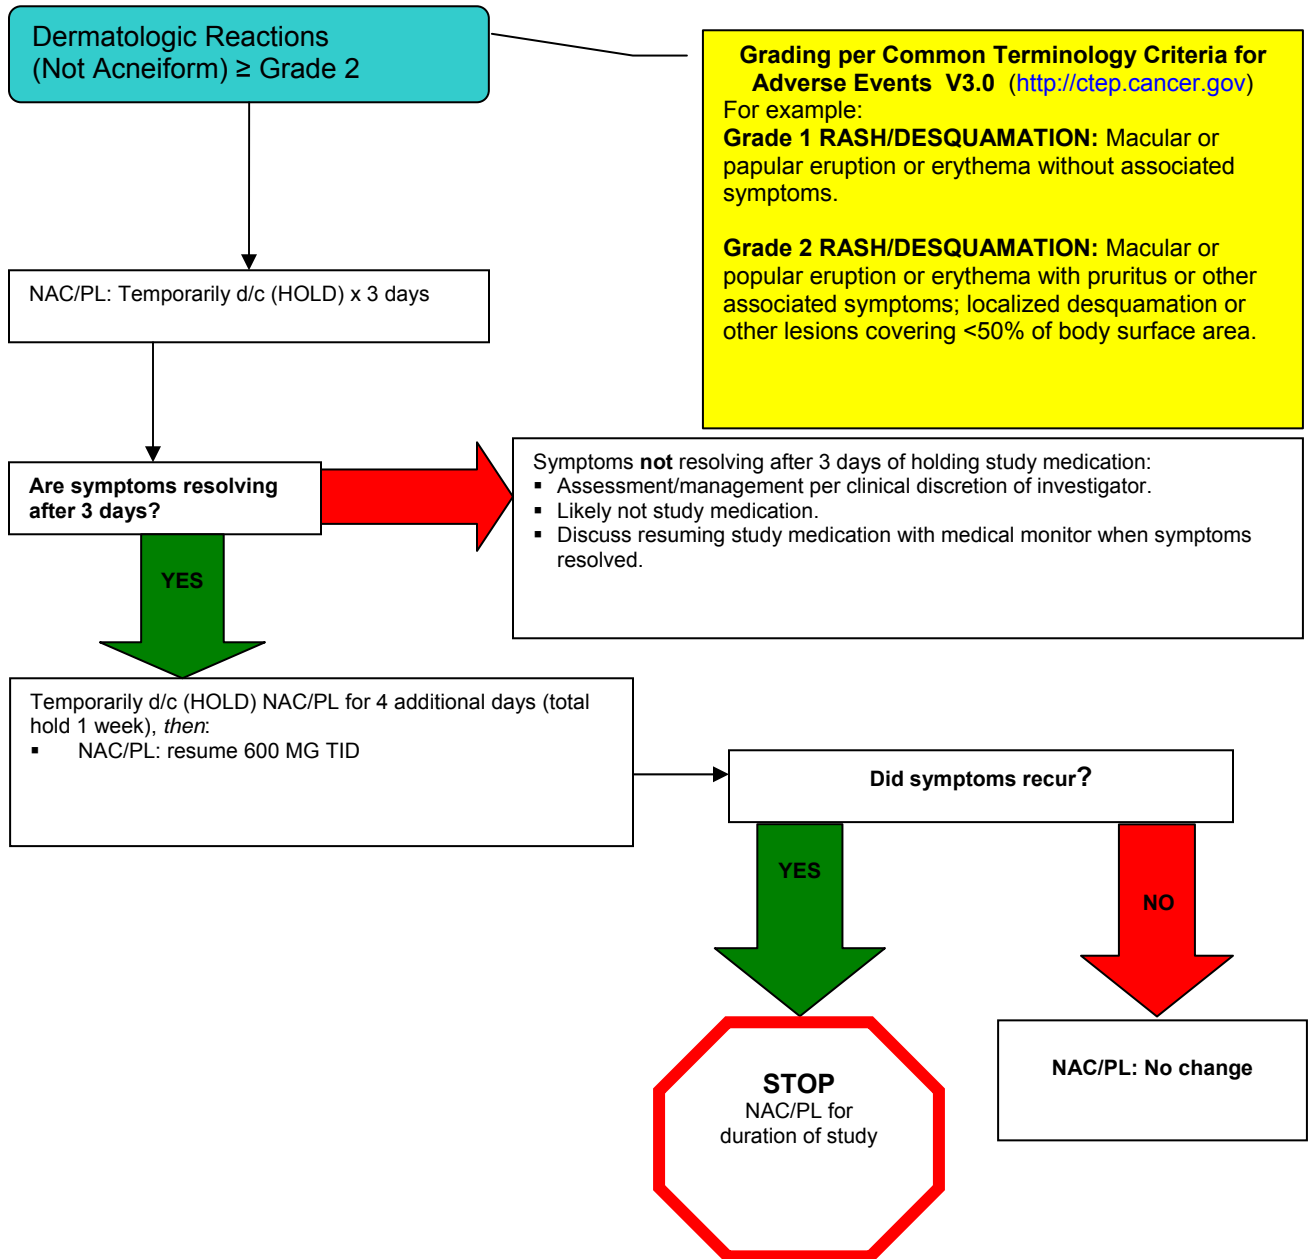 Dermatologic Reactions
(Not Acneiform) ≥ Grade 2
Grading per Common Terminology Criteria for
Adverse Events V3.0 (http://ctep.cancer.gov)
For example:
Grade 1 RASH/DESQUAMATION: Macular or
papular eruption or erythema without associated
symptoms.
Grade 2 RASH/DESQUAMATION: Macular or
popular eruption or erythema with pruritus or other
associated symptoms; localized desquamation or
other lesions covering <50% of body surface area.
NAC/PL: Temporarily d/c (HOLD) x 3 days
Are symptoms resolving
after 3 days?
Symptoms not resolving after 3 days of holding study medication:
▪ Assessment/management per clinical discretion of investigator.
▪ Likely not study medication.
▪ Discuss resuming study medication with medical monitor when symptoms
resolved.
YES
Temporarily d/c (HOLD) NAC/PL for 4 additional days (total
hold 1 week), then:
▪ NAC/PL: resume 600 MG TID
Did symptoms recur?
YES
NO
STOP
NAC/PL for
duration of study
NAC/PL: No change